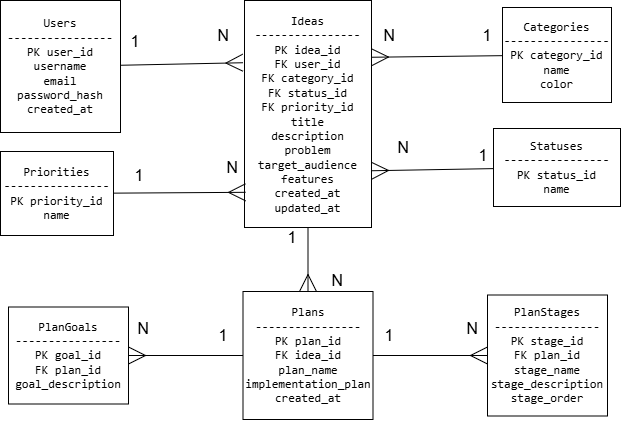 Users
PK user_id
username
email
password_hash
created_at
1
N
Ideas
PK idea_id
FK user_id
FK category_id
FK status_id
FK priority_id
title
description
problem
target_audience
features
created_at
updated_at
N
1
Categories
PK category_id
name
color
Priorities
PK priority_id
name
1
N
N
1
Statuses
PK status_id
name
1
N
PlanGoals
PK goal_id
FK plan_id
goal_description
N
1
Plans
PK plan_id
FK idea_id
plan_name
implementation_plan
created_at
1
N
PlanStages
PK stage_id
FK plan_id
stage_name
stage_description
stage_order